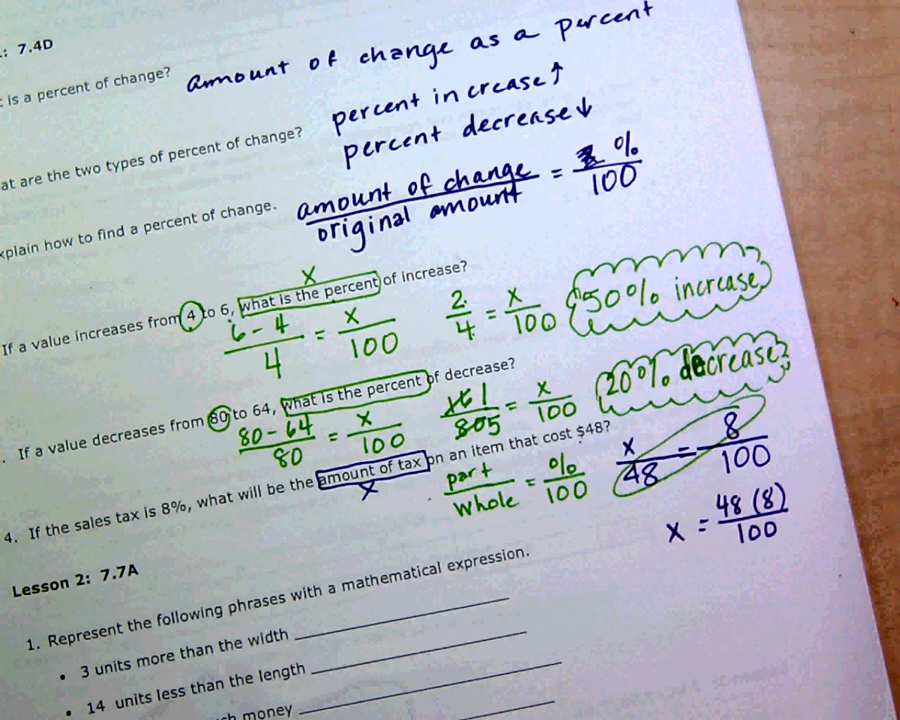 : 7.4D
is a percent of change? amount of change as a percent
at are the two types of percent of change? percent increase ↑
percent decrease ↓
xplain how to find a percent of change. amount of change / original amount = % / 100
x
If a value increases from 4 to 6, what is the percent of increase?
6 - 4 / 4 = x / 100 2 / 4 = x / 100 50% increase
. If a value decreases from 80 to 64, what is the percent of decrease?
80 - 64 / 80 = x / 100 16 1 / 80 5 = x / 100 20% decrease
4. If the sales tax is 8%, what will be the amount of tax on an item that cost $48?
x part / whole = % / 100 x / 48 = 8 / 100
x = 48 (8) / 100
Lesson 2: 7.7A
1. Represent the following phrases with a mathematical expression.
• 3 units more than the width
• 14 units less than the length
ch money